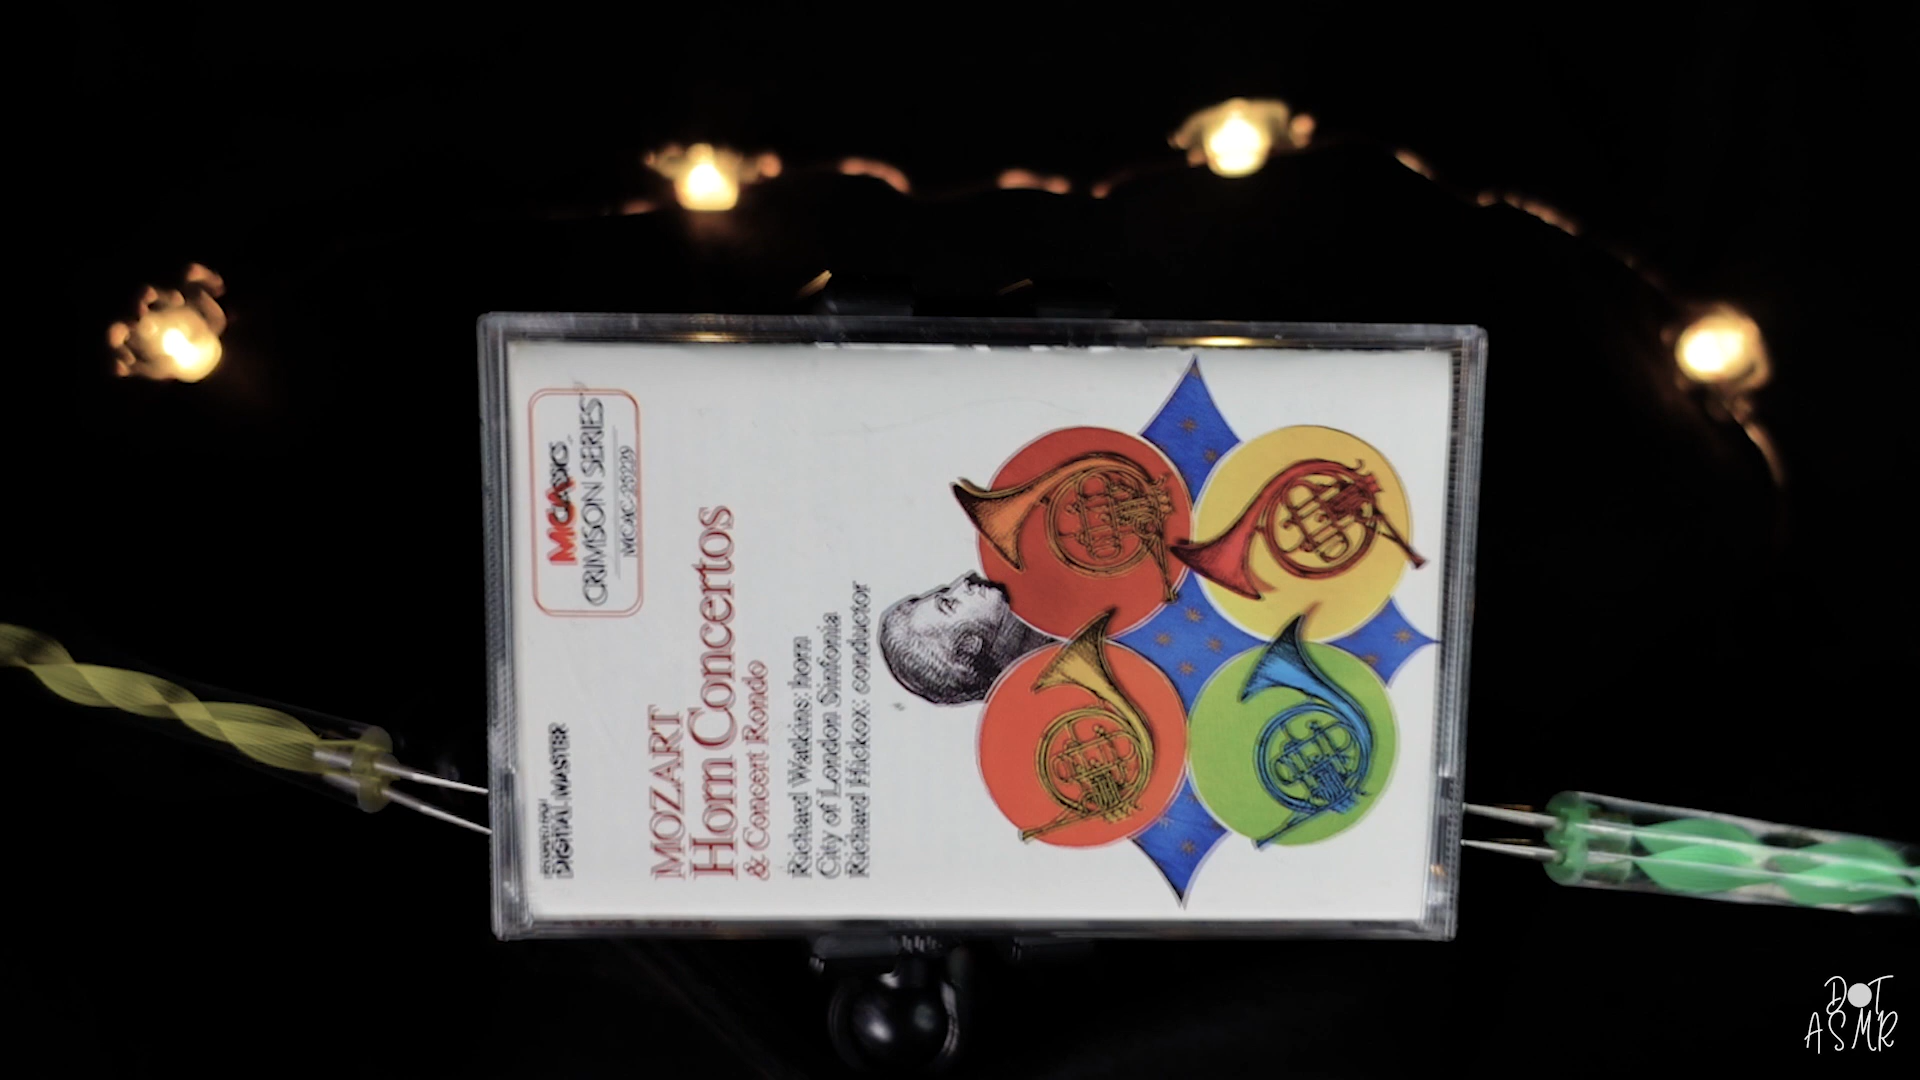 MCA CLASSICS
CRIMSON SERIES
DIGITAL MASTER
MOZART
Horn Concertos
& Concert Rondo
Richard Watkins: horn
City of London Sinfonia
Richard Hickox: conductor
DOT
ASMR